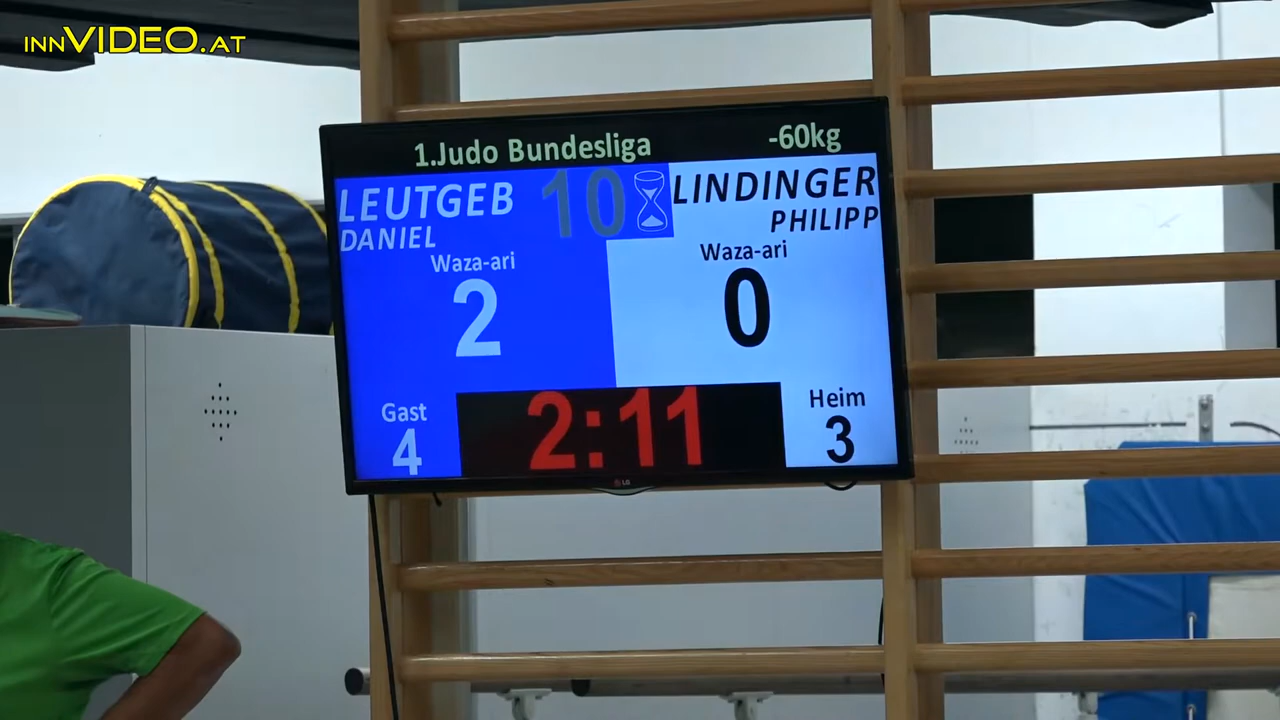 INNVIDEO.AT
1.Judo Bundesliga -60kg
LEUTGEB 10 LINDINGER
DANIEL PHILIPP
Waza-ari Waza-ari
2 0
Gast 2:11 Heim
4 3
LG